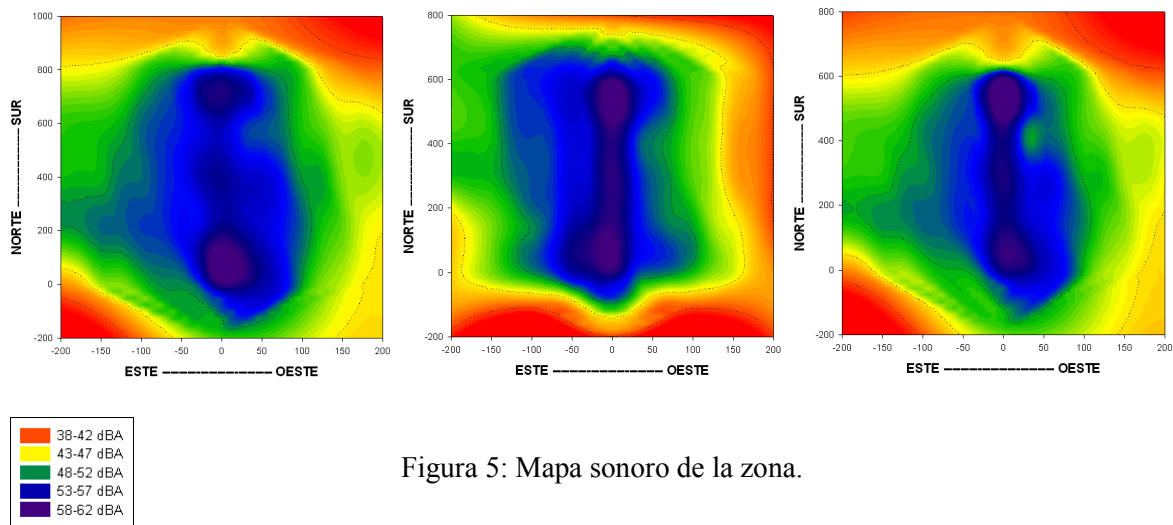 1000
800
600
400
200
0
-200
-200 -150 -100 -50 0 50 100 150 200
NORTE ---------------- SUR
ESTE ------------------ OESTE
800
600
400
200
0
-200
-200 -150 -100 -50 0 50 100 150 200
NORTE ---------------- SUR
ESTE ------------------ OESTE
800
600
400
200
0
-200
-200 -150 -100 -50 0 50 100 150 200
NORTE ---------------- SUR
ESTE ------------------ OESTE
38-42 dBA
43-47 dBA
48-52 dBA
53-57 dBA
58-62 dBA
Figura 5: Mapa sonoro de la zona.